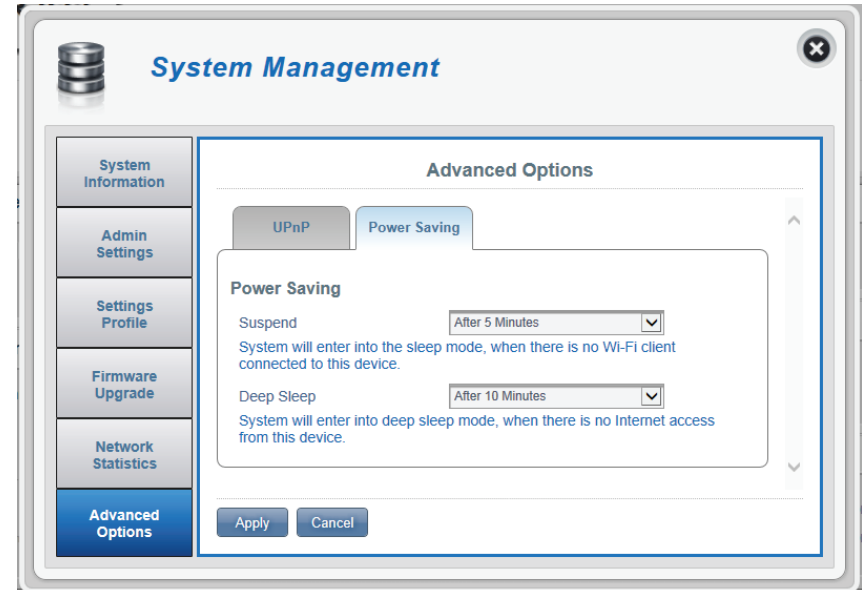 System Management
System
Information
Admin
Settings
Settings
Profile
Firmware
Upgrade
Network
Statistics
Advanced
Options
Advanced Options
UPnP
Power Saving
Power Saving
Suspend
After 5 Minutes
System will enter into the sleep mode, when there is no Wi-Fi client
connected to this device.
Deep Sleep
After 10 Minutes
System will enter into deep sleep mode, when there is no Internet access
from this device.
Apply
Cancel